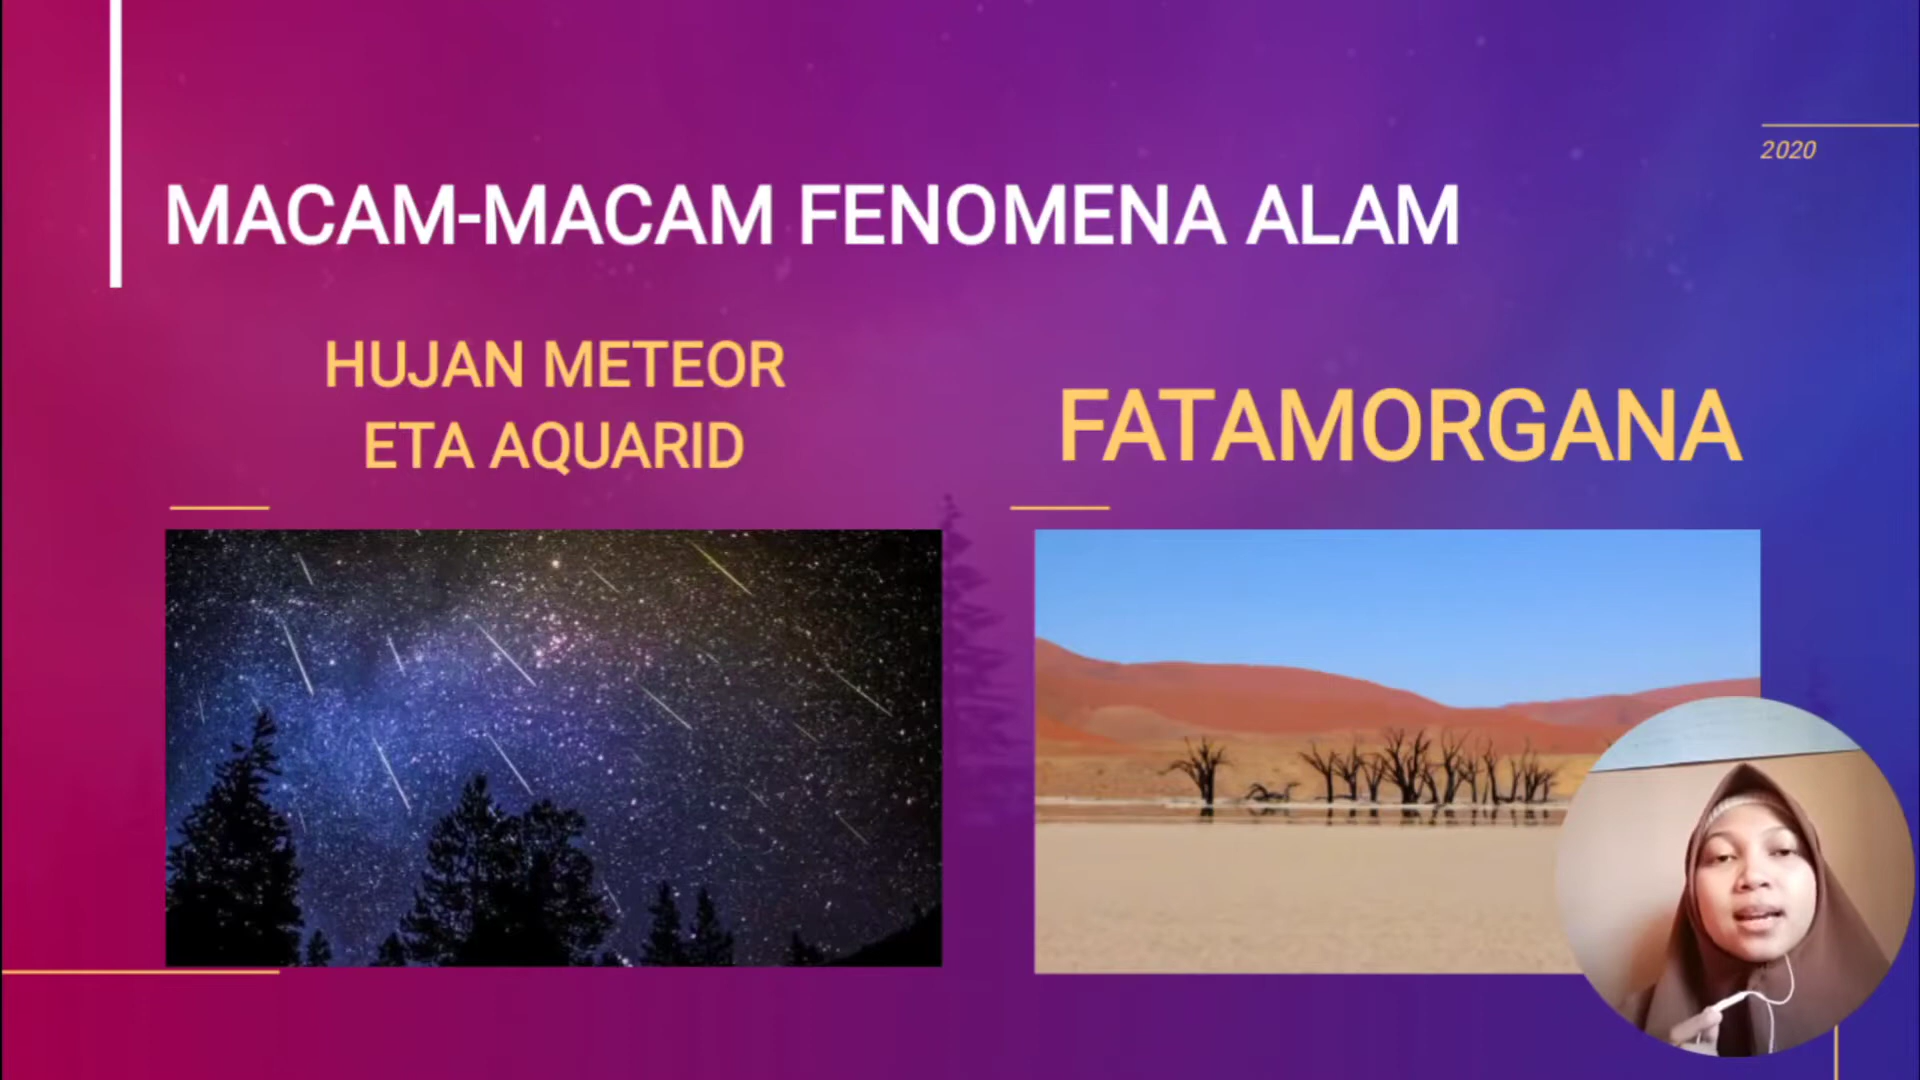 2020
MACAM-MACAM FENOMENA ALAM
HUJAN METEOR
ETA AQUARID
FATAMORGANA